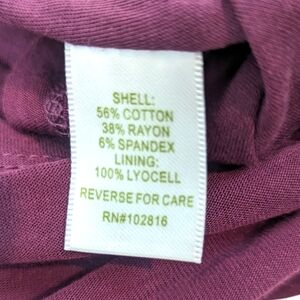 SHELL:
56% COTTON
38% RAYON
6% SPANDEX
LINING:
100% LYOCELL
REVERSE FOR CARE
RN#102816